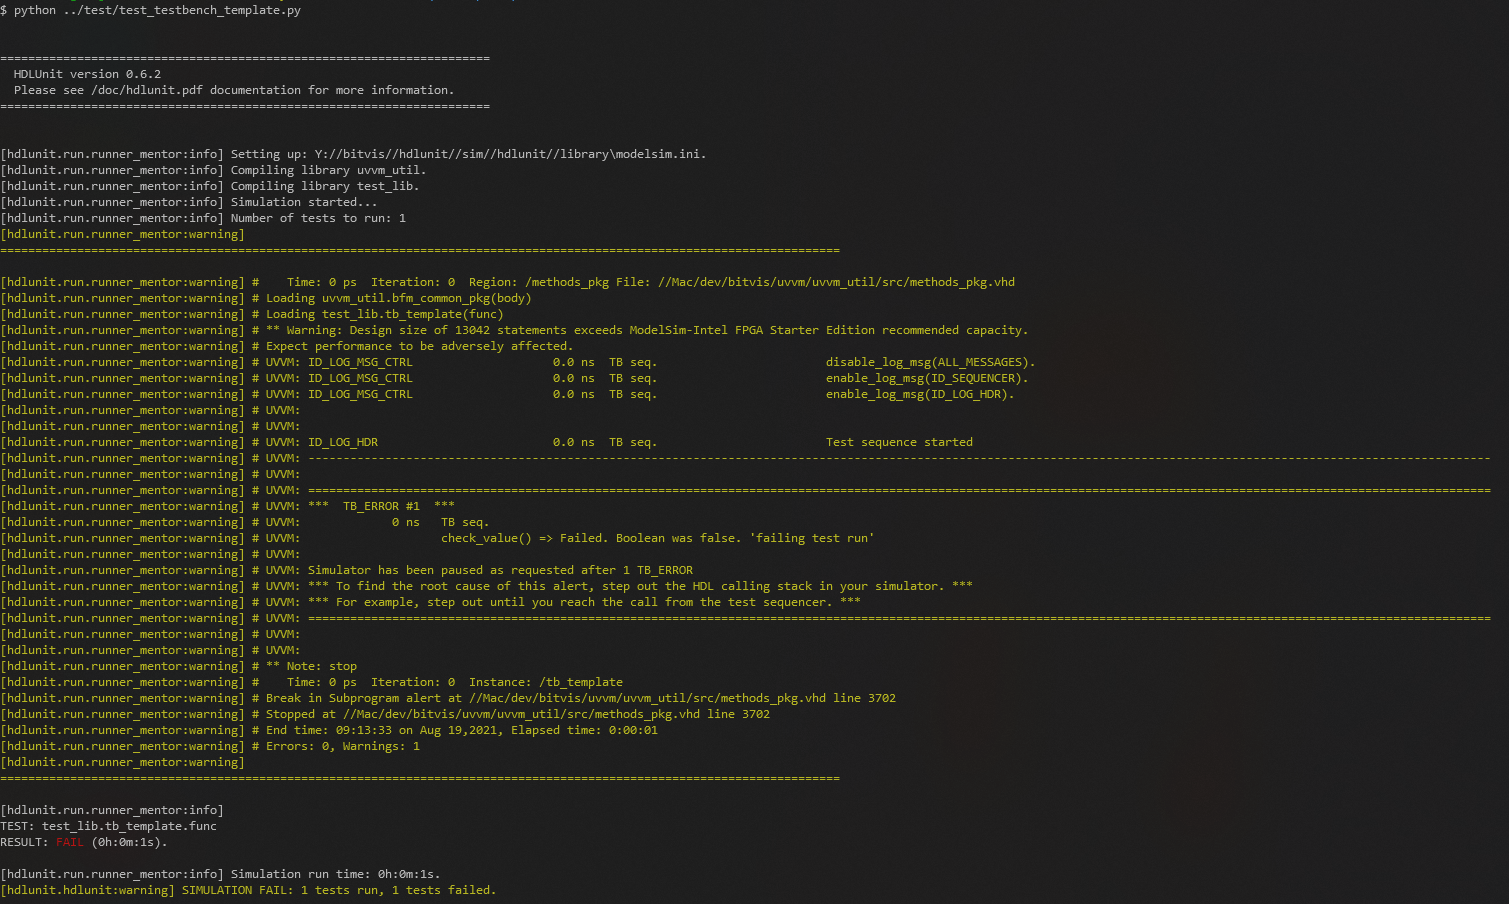 $ python ../test/test_testbench_template.py
======================================================================
HDLUnit version 0.6.2
Please see /doc/hdlunit.pdf documentation for more information.
======================================================================
[hdlunit.run.runner_mentor:info] Setting up: Y://bitvis//hdlunit//sim//hdlunit//library\modelsim.ini.
[hdlunit.run.runner_mentor:info] Compiling library uvvm_util.
[hdlunit.run.runner_mentor:info] Compiling library test_lib.
[hdlunit.run.runner_mentor:info] Simulation started...
[hdlunit.run.runner_mentor:info] Number of tests to run: 1
[hdlunit.run.runner_mentor:warning]
========================================================================================================================
[hdlunit.run.runner_mentor:warning] #    Time: 0 ps  Iteration: 0  Region: /methods_pkg File: //Mac/dev/bitvis/uvvm/uvvm_util/src/methods_pkg.vhd
[hdlunit.run.runner_mentor:warning] # Loading uvvm_util.bfm_common_pkg(body)
[hdlunit.run.runner_mentor:warning] # Loading test_lib.tb_template(func)
[hdlunit.run.runner_mentor:warning] # ** Warning: Design size of 13042 statements exceeds ModelSim-Intel FPGA Starter Edition recommended capacity.
[hdlunit.run.runner_mentor:warning] # Expect performance to be adversely affected.
[hdlunit.run.runner_mentor:warning] # UVVM: ID_LOG_MSG_CTRL                    0.0 ns  TB seq.                        disable_log_msg(ALL_MESSAGES).
[hdlunit.run.runner_mentor:warning] # UVVM: ID_LOG_MSG_CTRL                    0.0 ns  TB seq.                        enable_log_msg(ID_SEQUENCER).
[hdlunit.run.runner_mentor:warning] # UVVM: ID_LOG_MSG_CTRL                    0.0 ns  TB seq.                        enable_log_msg(ID_LOG_HDR).
[hdlunit.run.runner_mentor:warning] # UVVM:
[hdlunit.run.runner_mentor:warning] # UVVM:
[hdlunit.run.runner_mentor:warning] # UVVM: ID_LOG_HDR                         0.0 ns  TB seq.                        Test sequence started
[hdlunit.run.runner_mentor:warning] # UVVM: -------------------------------------------------------------------------------------------------------------------------------------------------------------------------
[hdlunit.run.runner_mentor:warning] # UVVM:
[hdlunit.run.runner_mentor:warning] # UVVM: =========================================================================================================================================================================
[hdlunit.run.runner_mentor:warning] # UVVM: ***  TB_ERROR #1  ***
[hdlunit.run.runner_mentor:warning] # UVVM:             0 ns   TB seq.
[hdlunit.run.runner_mentor:warning] # UVVM:                    check_value() => Failed. Boolean was false. 'failing test run'
[hdlunit.run.runner_mentor:warning] # UVVM:
[hdlunit.run.runner_mentor:warning] # UVVM: Simulator has been paused as requested after 1 TB_ERROR
[hdlunit.run.runner_mentor:warning] # UVVM: *** To find the root cause of this alert, step out the HDL calling stack in your simulator. ***
[hdlunit.run.runner_mentor:warning] # UVVM: *** For example, step out until you reach the call from the test sequencer. ***
[hdlunit.run.runner_mentor:warning] # UVVM: =========================================================================================================================================================================
[hdlunit.run.runner_mentor:warning] # UVVM:
[hdlunit.run.runner_mentor:warning] # UVVM:
[hdlunit.run.runner_mentor:warning] # ** Note: stop
[hdlunit.run.runner_mentor:warning] #    Time: 0 ps  Iteration: 0  Instance: /tb_template
[hdlunit.run.runner_mentor:warning] # Break in Subprogram alert at //Mac/dev/bitvis/uvvm/uvvm_util/src/methods_pkg.vhd line 3702
[hdlunit.run.runner_mentor:warning] # Stopped at //Mac/dev/bitvis/uvvm/uvvm_util/src/methods_pkg.vhd line 3702
[hdlunit.run.runner_mentor:warning] # End time: 09:13:33 on Aug 19,2021, Elapsed time: 0:00:01
[hdlunit.run.runner_mentor:warning] # Errors: 0, Warnings: 1
[hdlunit.run.runner_mentor:warning]
========================================================================================================================
[hdlunit.run.runner_mentor:info]
TEST: test_lib.tb_template.func
RESULT: FAIL (0h:0m:1s).
[hdlunit.run.runner_mentor:info] Simulation run time: 0h:0m:1s.
[hdlunit.hdlunit:warning] SIMULATION FAIL: 1 tests run, 1 tests failed.